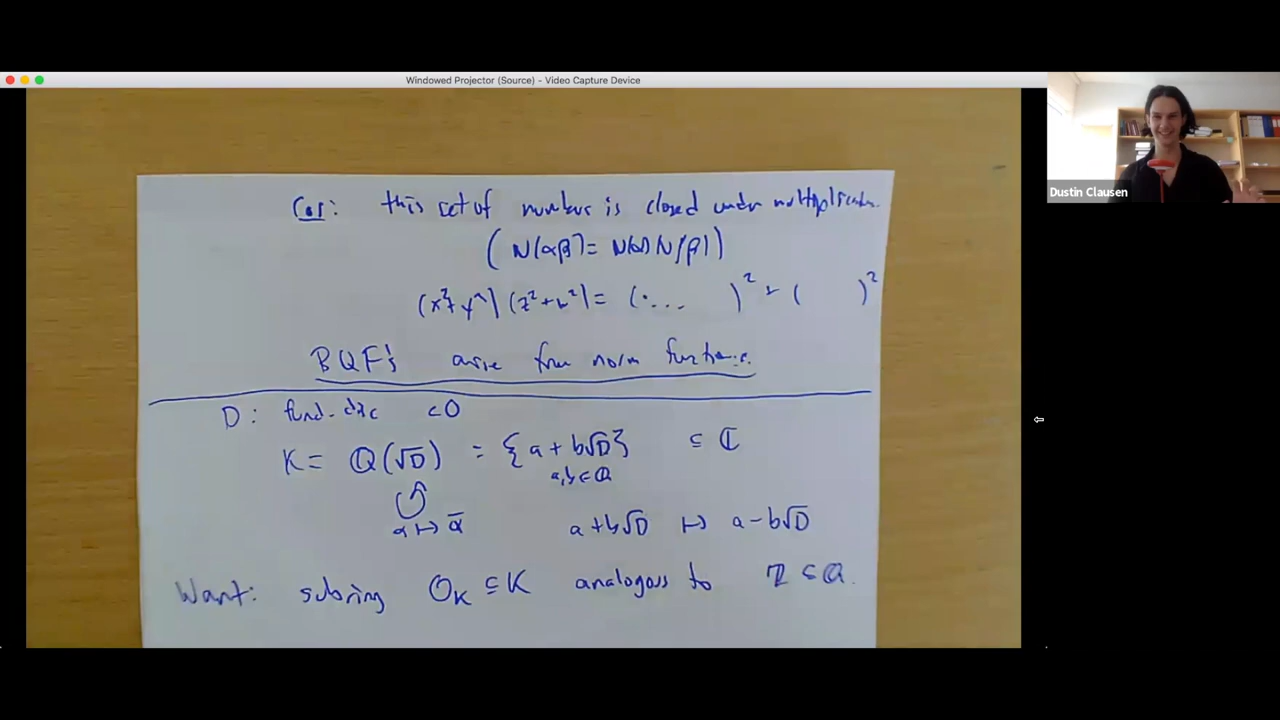 Windowed Projector (Source) - Video Capture Device
Dustin Clausen
Cor: this set of numbers is closed under multiplication.
(N(αβ) = N(α)N(β))
(x²+y²)(z²+w²) = (.... )² + ( )²
BQF's arise from norm functions.
D: fund. disc <0
K = Q(√D) = {a + b√D} ⊆ ℂ
a,b∈Q
α ↦ ᾱ a+b√D ↦ a-b√D
Want: subring O_K ⊆ K analogous to ℤ ⊆ Q.